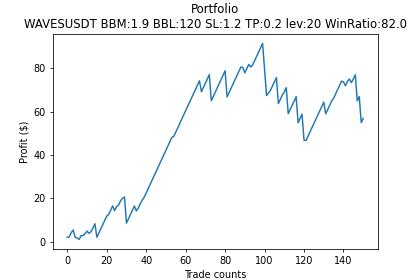 Portfolio
WAVESUSDT BBM:1.9 BBL:120 SL:1.2 TP:0.2 lev:20 WinRatio:82.0
Profit ($)
80
60
40
20
0
0 20 40 60 80 100 120 140
Trade counts